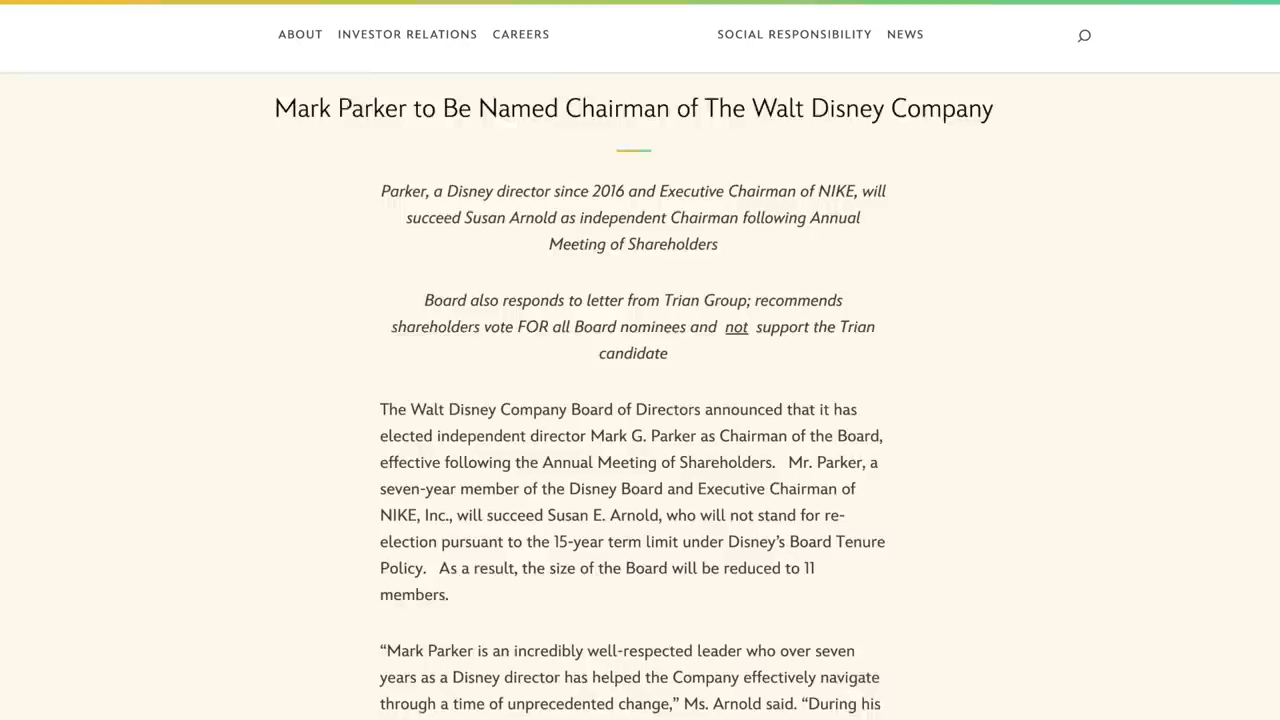 ABOUT INVESTOR RELATIONS CAREERS SOCIAL RESPONSIBILITY NEWS
Mark Parker to Be Named Chairman of The Walt Disney Company
Parker, a Disney director since 2016 and Executive Chairman of NIKE, will
succeed Susan Arnold as independent Chairman following Annual
Meeting of Shareholders
Board also responds to letter from Trian Group; recommends
shareholders vote FOR all Board nominees and not support the Trian
candidate
The Walt Disney Company Board of Directors announced that it has
elected independent director Mark G. Parker as Chairman of the Board,
effective following the Annual Meeting of Shareholders. Mr. Parker, a
seven-year member of the Disney Board and Executive Chairman of
NIKE, Inc., will succeed Susan E. Arnold, who will not stand for re-
election pursuant to the 15-year term limit under Disney’s Board Tenure
Policy. As a result, the size of the Board will be reduced to 11
members.
“Mark Parker is an incredibly well-respected leader who over seven
years as a Disney director has helped the Company effectively navigate
through a time of unprecedented change,” Ms. Arnold said. “During his